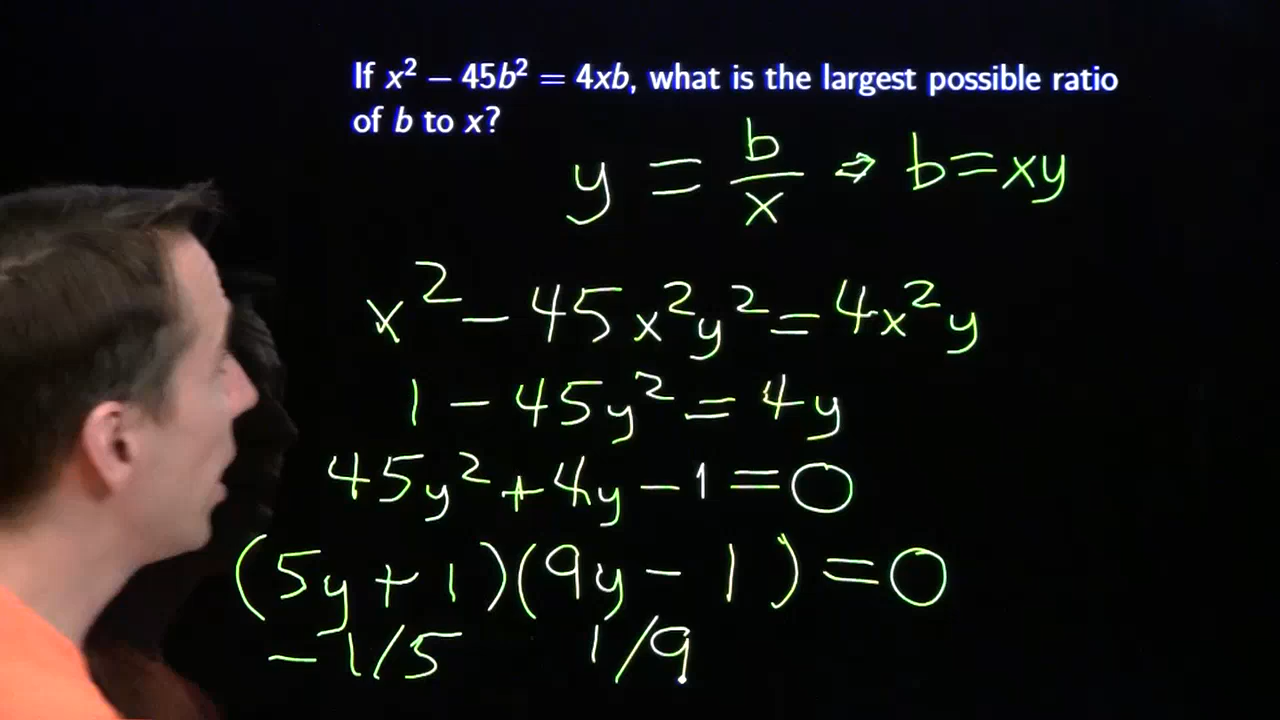 If x² − 45b² = 4xb, what is the largest possible ratio
of b to x?
y = b/x ⇒ b = xy
x² − 45x²y² = 4x²y
1 − 45y² = 4y
45y² + 4y − 1 = 0
(5y + 1)(9y − 1) = 0
−1/5 1/9